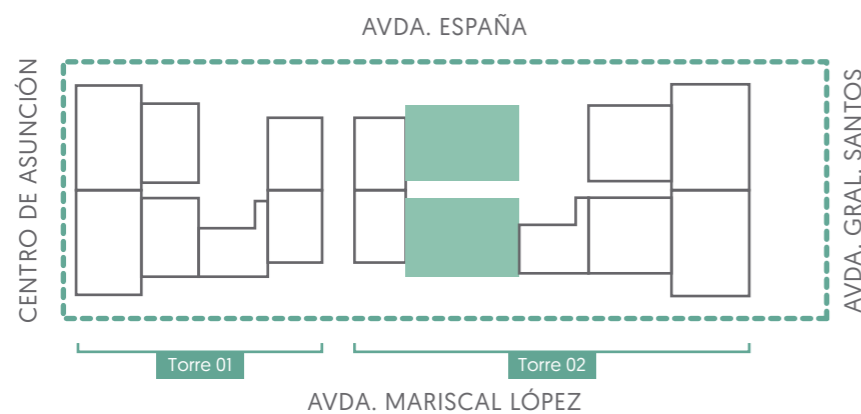 AVDA. ESPAÑA
CENTRO DE ASUNCIÓN
AVDA. GRAL. SANTOS
Torre 01
Torre 02
AVDA. MARISCAL LÓPEZ